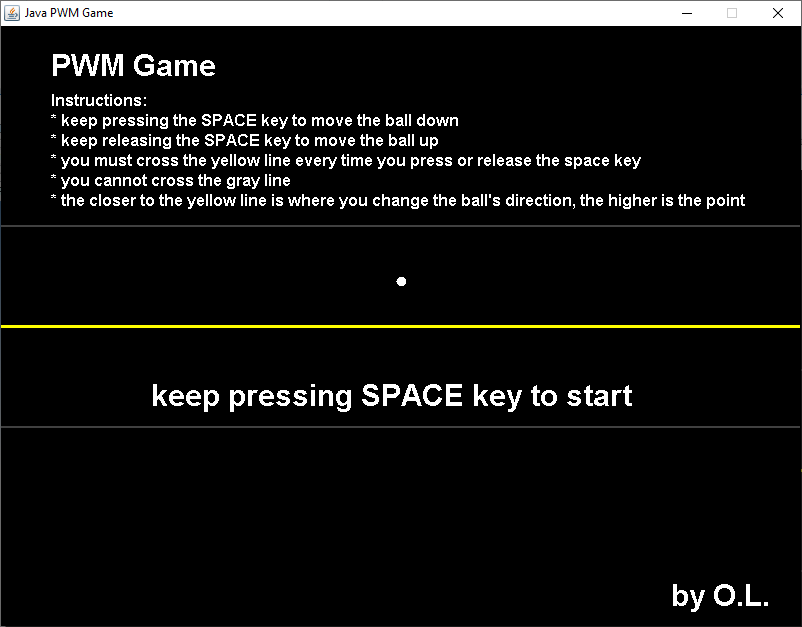 Java PWM Game
PWM Game
Instructions:
* keep pressing the SPACE key to move the ball down
* keep releasing the SPACE key to move the ball up
* you must cross the yellow line every time you press or release the space key
* you cannot cross the gray line
* the closer to the yellow line is where you change the ball's direction, the higher is the point
keep pressing SPACE key to start
by O.L.